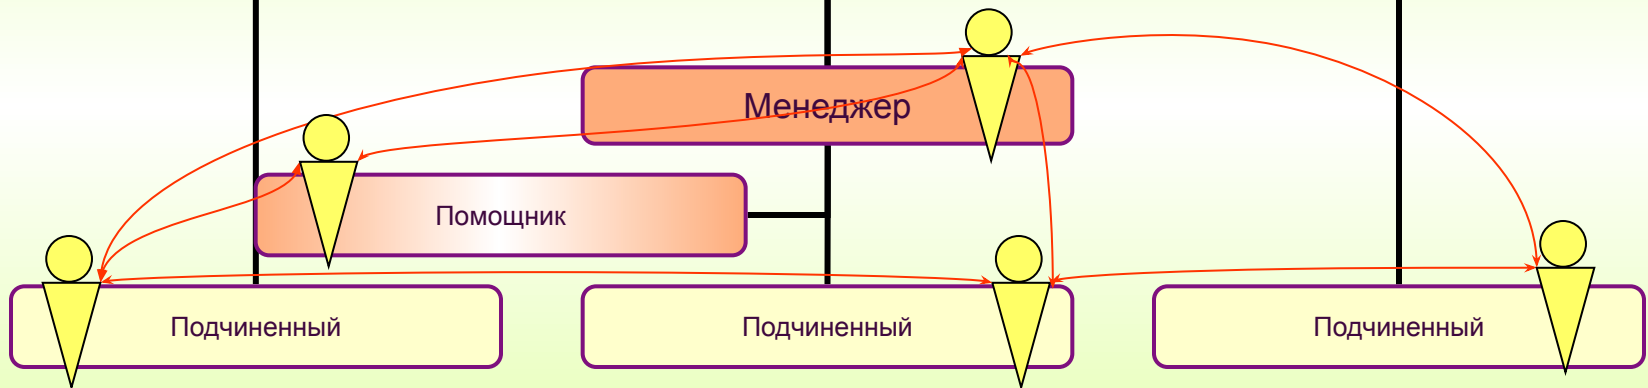 Менеджер
Помощник
Подчиненный
Подчиненный
Подчиненный